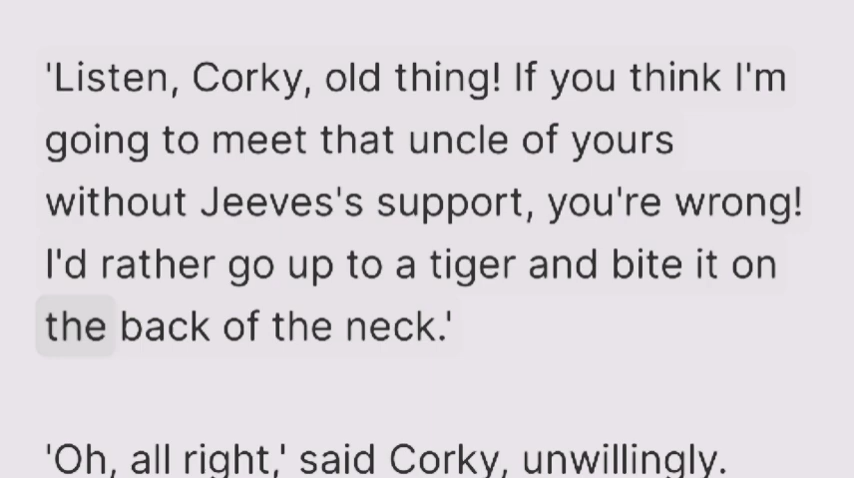 'Listen, Corky, old thing! If you think I'm
going to meet that uncle of yours
without Jeeves's support, you're wrong!
I'd rather go up to a tiger and bite it on
the back of the neck.'
'Oh, all right,' said Corky, unwillingly.